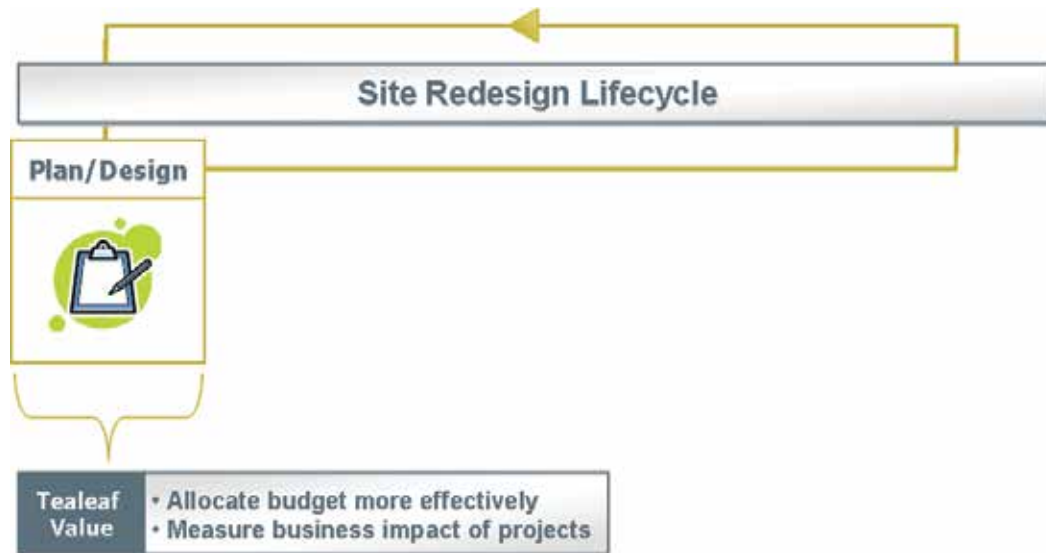 Site Redesign Lifecycle
Plan/Design
Tealeaf
Value
• Allocate budget more effectively
• Measure business impact of projects